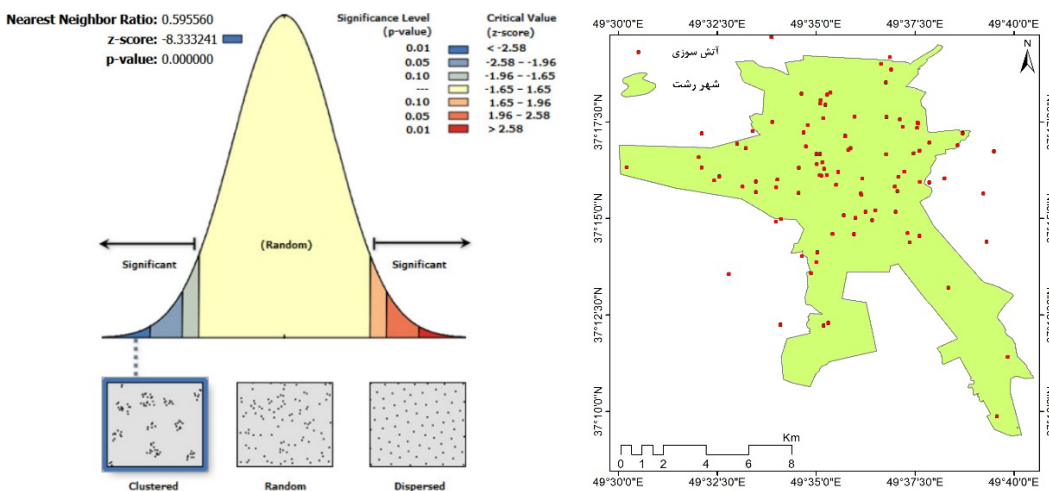 Nearest Neighbor Ratio: 0.595560
z-score: -8.333241
p-value: 0.000000
Significance Level
(p-value)
Critical Value
(z-score)
0.01 < -2.58
0.05 -2.58 - -1.96
0.10 -1.96 - -1.65
--- -1.65 - 1.65
0.10 1.65 - 1.96
0.05 1.96 - 2.58
0.01 > 2.58
(Random)
Significant
Significant
Clustered
Random
Dispersed
49°30'0"E 49°32'30"E 49°35'0"E 49°37'30"E 49°40'0"E
آتش سوزی
شهر رشت
N
37°17'30"N
37°15'0"N
37°12'30"N
37°10'0"N
37°17'30"N
Km
0 1 2 4 6 8
49°30'0"E 49°32'30"E 49°35'0"E 49°37'30"E 49°40'0"E